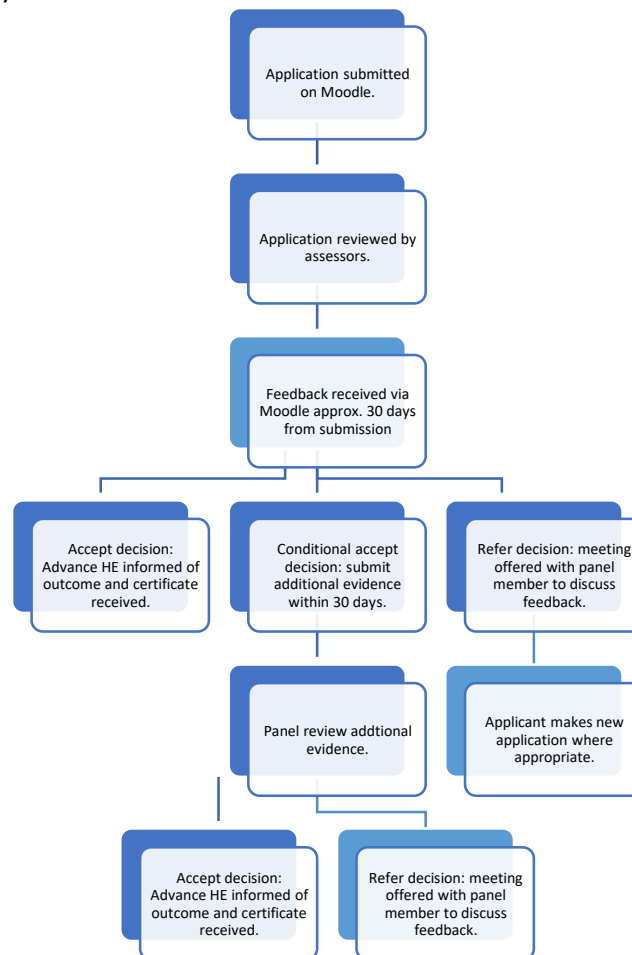 Application submitted
on Moodle.
Application reviewed by
assessors.
Feedback received via
Moodle approx. 30 days
from submission
Accept decision:
Advance HE informed of
outcome and certificate
received.
Conditional accept
decision: submit
additional evidence
within 30 days.
Refer decision: meeting
offered with panel
member to discuss
feedback.
Panel review addtional
evidence.
Applicant makes new
application where
appropriate.
Accept decision:
Advance HE informed of
outcome and certificate
received.
Refer decision: meeting
offered with panel
member to discuss
feedback.